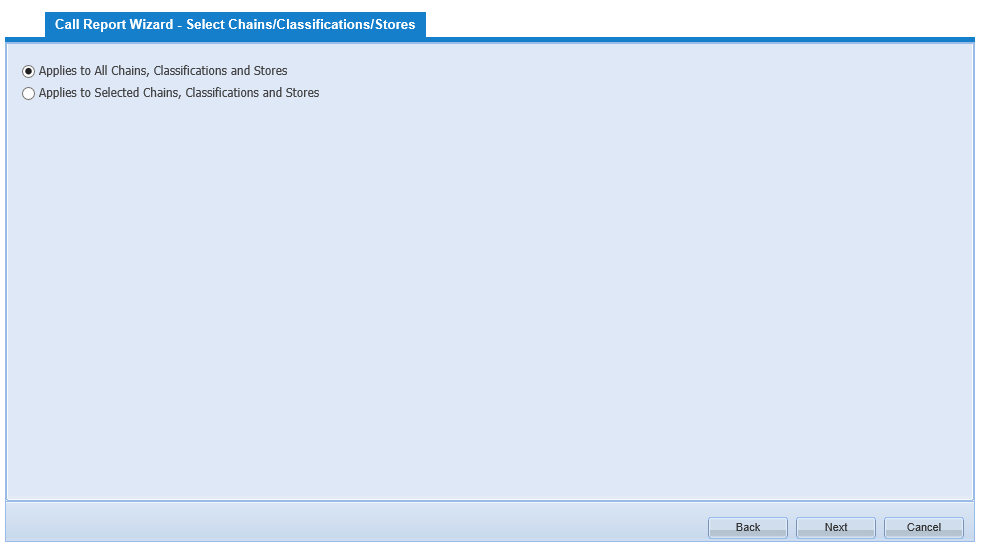 Call Report Wizard - Select Chains/Classifications/Stores
Applies to All Chains, Classifications and Stores
Applies to Selected Chains, Classifications and Stores
Back Next Cancel